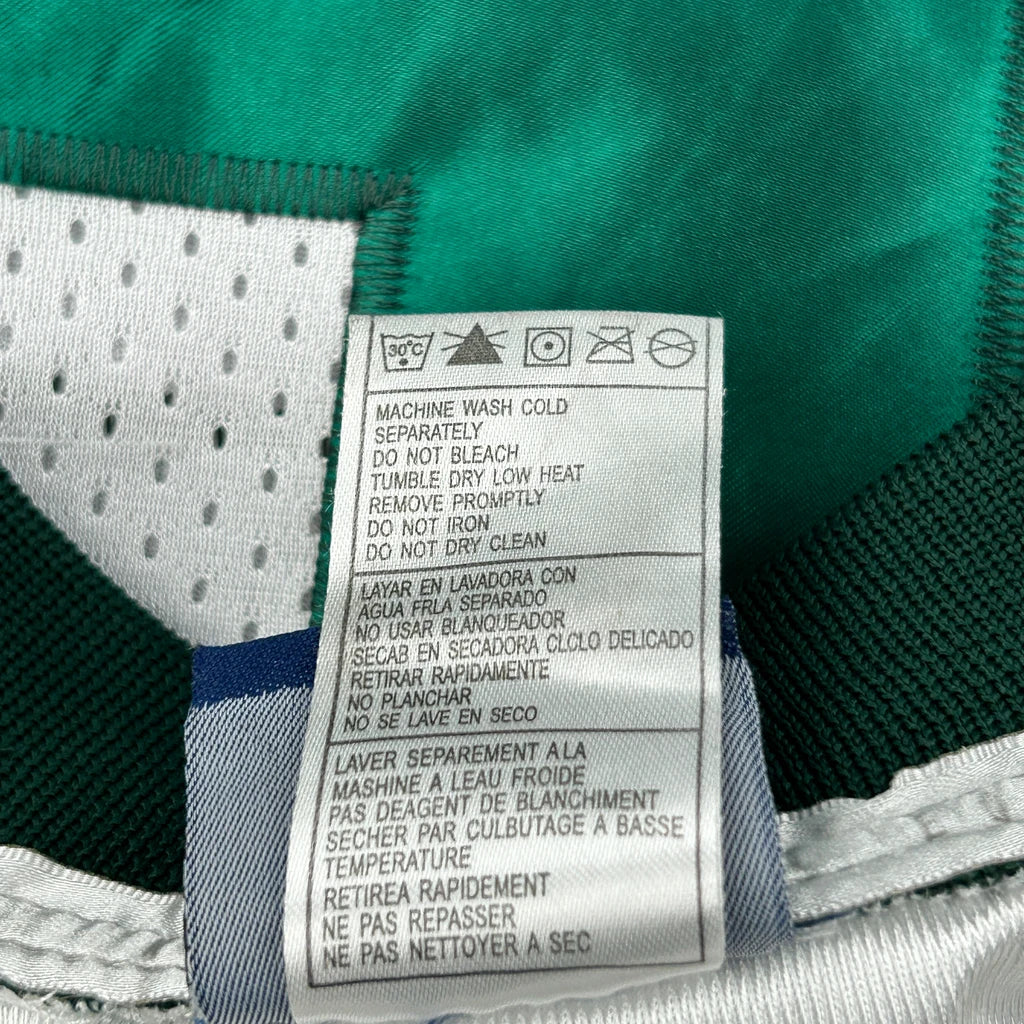 30°C
MACHINE WASH COLD
SEPARATELY
DO NOT BLEACH
TUMBLE DRY LOW HEAT
REMOVE PROMPTLY
DO NOT IRON
DO NOT DRY CLEAN
LAYAR EN LAVADORA CON
AGUA FRLA SEPARADO
NO USAR BLANQUEADOR
SECAB EN SECADORA CLCLO DELICADO
RETIRAR RAPIDAMENTE
NO PLANCHAR
NO SE LAVE EN SECO
LAVER SEPAREMENT A LA
MASHINE A LEAU FROIDE
PAS DEAGENT DE BLANCHIMENT
SECHER PAR CULBUTAGE A BASSE
TEMPERATURE
RETIREA RAPIDEMENT
NE PAS REPASSER
NE PAS NETTOYER A SEC